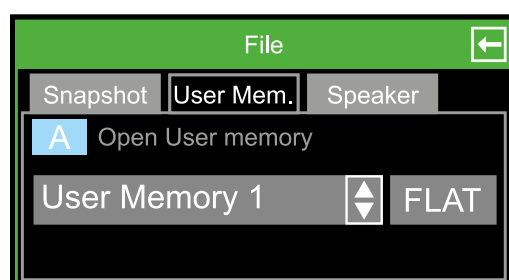 File
Snapshot User Mem. Speaker
A Open User memory
User Memory 1 FLAT